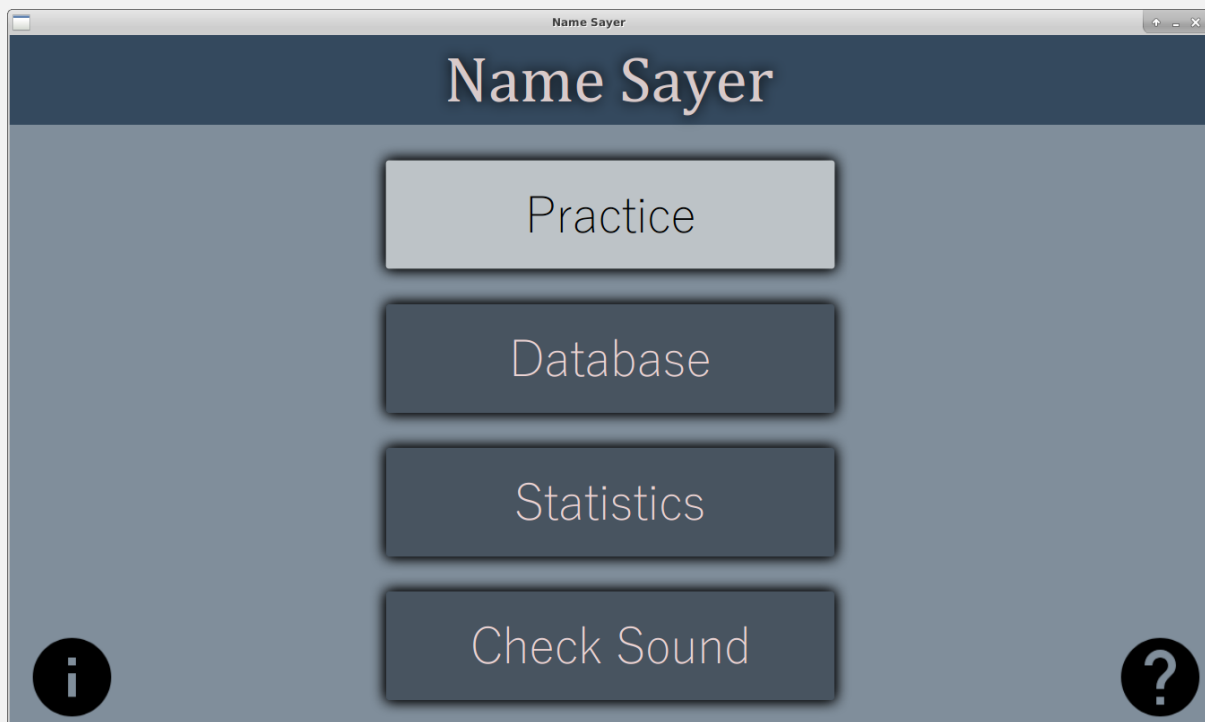 Name Sayer
Name Sayer
Practice
Database
Statistics
Check Sound
i
?